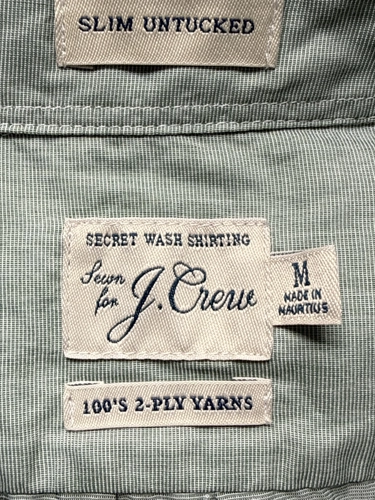 SLIM UNTUCKED
SECRET WASH SHIRTING
Sewn
for J.Crew
M
MADE IN
MAURITIUS
100'S 2-PLY YARNS